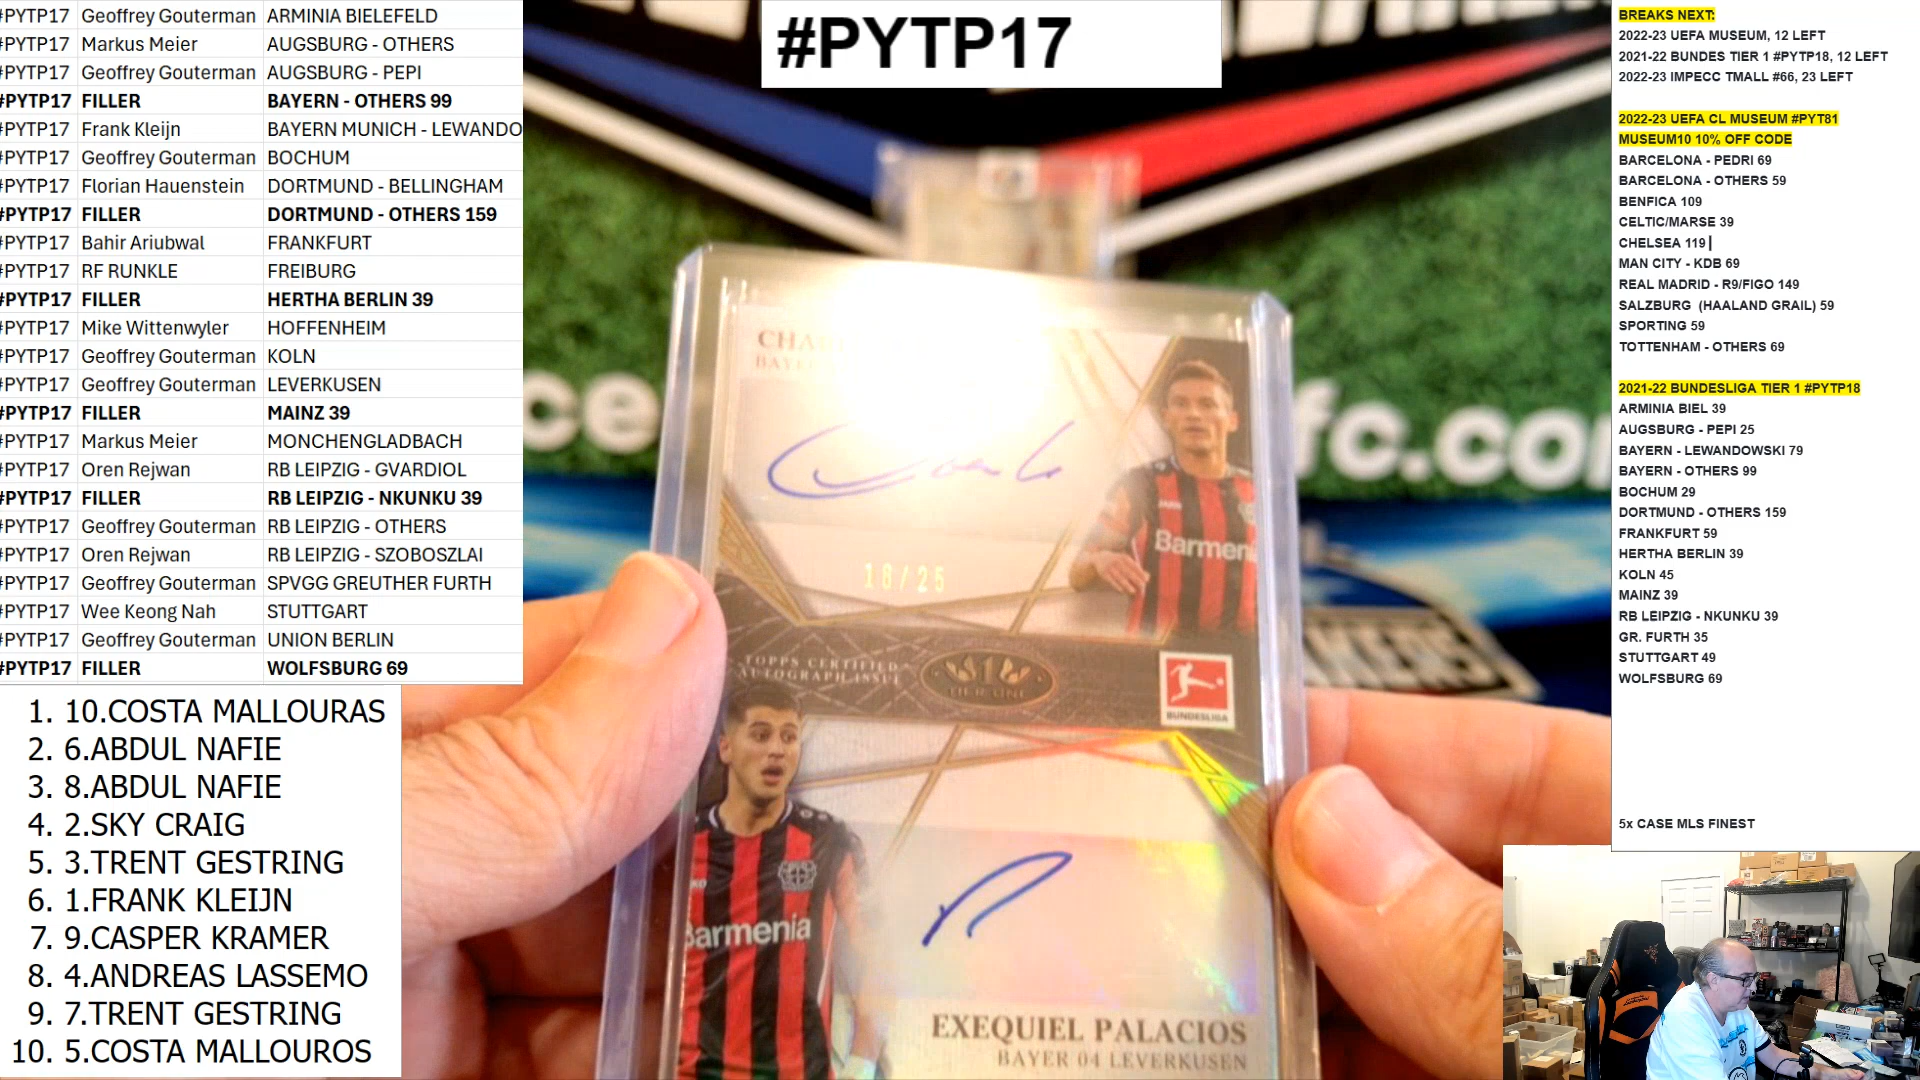 #PYTP17 Geoffrey Gouterman ARMINIA BIELEFELD
#PYTP17 Markus Meier AUGSBURG - OTHERS
#PYTP17 Geoffrey Gouterman AUGSBURG - PEPI
#PYTP17 FILLER BAYERN - OTHERS 99
#PYTP17 Frank Kleijn BAYERN MUNICH - LEWANDO
#PYTP17 Geoffrey Gouterman BOCHUM
#PYTP17 Florian Hauenstein DORTMUND - BELLINGHAM
#PYTP17 FILLER DORTMUND - OTHERS 159
#PYTP17 Bahir Ariubwal FRANKFURT
#PYTP17 RF RUNKLE FREIBURG
#PYTP17 FILLER HERTHA BERLIN 39
#PYTP17 Mike Wittenwyler HOFFENHEIM
#PYTP17 Geoffrey Gouterman KOLN
#PYTP17 Geoffrey Gouterman LEVERKUSEN
#PYTP17 FILLER MAINZ 39
#PYTP17 Markus Meier MONCHENGLADBACH
#PYTP17 Oren Rejwan RB LEIPZIG - GVARDIOL
#PYTP17 FILLER RB LEIPZIG - NKUNKU 39
#PYTP17 Geoffrey Gouterman RB LEIPZIG - OTHERS
#PYTP17 Oren Rejwan RB LEIPZIG - SZOBOSZLAI
#PYTP17 Geoffrey Gouterman SPVGG GREUTHER FURTH
#PYTP17 Wee Keong Nah STUTTGART
#PYTP17 Geoffrey Gouterman UNION BERLIN
#PYTP17 FILLER WOLFSBURG 69
1. 10.COSTA MALLOURAS
2. 6.ABDUL NAFIE
3. 8.ABDUL NAFIE
4. 2.SKY CRAIG
5. 3.TRENT GESTRING
6. 1.FRANK KLEIJN
7. 9.CASPER KRAMER
8. 4.ANDREAS LASSEMO
9. 7.TRENT GESTRING
10. 5.COSTA MALLOUROS
#PYTP17
ce
fc.co
Barmen
18/25
TOPPS CERTIFIED
AUTOGRAPH ISSUE
1
TIER ONE
BUNDESLIGA
Barmenia
EXEQUIEL PALACIOS
BAYER 04 LEVERKUSEN
BREAKS NEXT:
2022-23 UEFA MUSEUM, 12 LEFT
2021-22 BUNDES TIER 1 #PYTP18, 12 LEFT
2022-23 IMPECC TMALL #66, 23 LEFT
2022-23 UEFA CL MUSEUM #PYT81
MUSEUM10 10% OFF CODE
BARCELONA - PEDRI 69
BARCELONA - OTHERS 59
BENFICA 109
CELTIC/MARSE 39
CHELSEA 119
MAN CITY - KDB 69
REAL MADRID - R9/FIGO 149
SALZBURG (HAALAND GRAIL) 59
SPORTING 59
TOTTENHAM - OTHERS 69
2021-22 BUNDESLIGA TIER 1 #PYTP18
ARMINIA BIEL 39
AUGSBURG - PEPI 25
BAYERN - LEWANDOWSKI 79
BAYERN - OTHERS 99
BOCHUM 29
DORTMUND - OTHERS 159
FRANKFURT 59
HERTHA BERLIN 39
KOLN 45
MAINZ 39
RB LEIPZIG - NKUNKU 39
GR. FURTH 35
STUTTGART 49
WOLFSBURG 69
5x CASE MLS FINEST